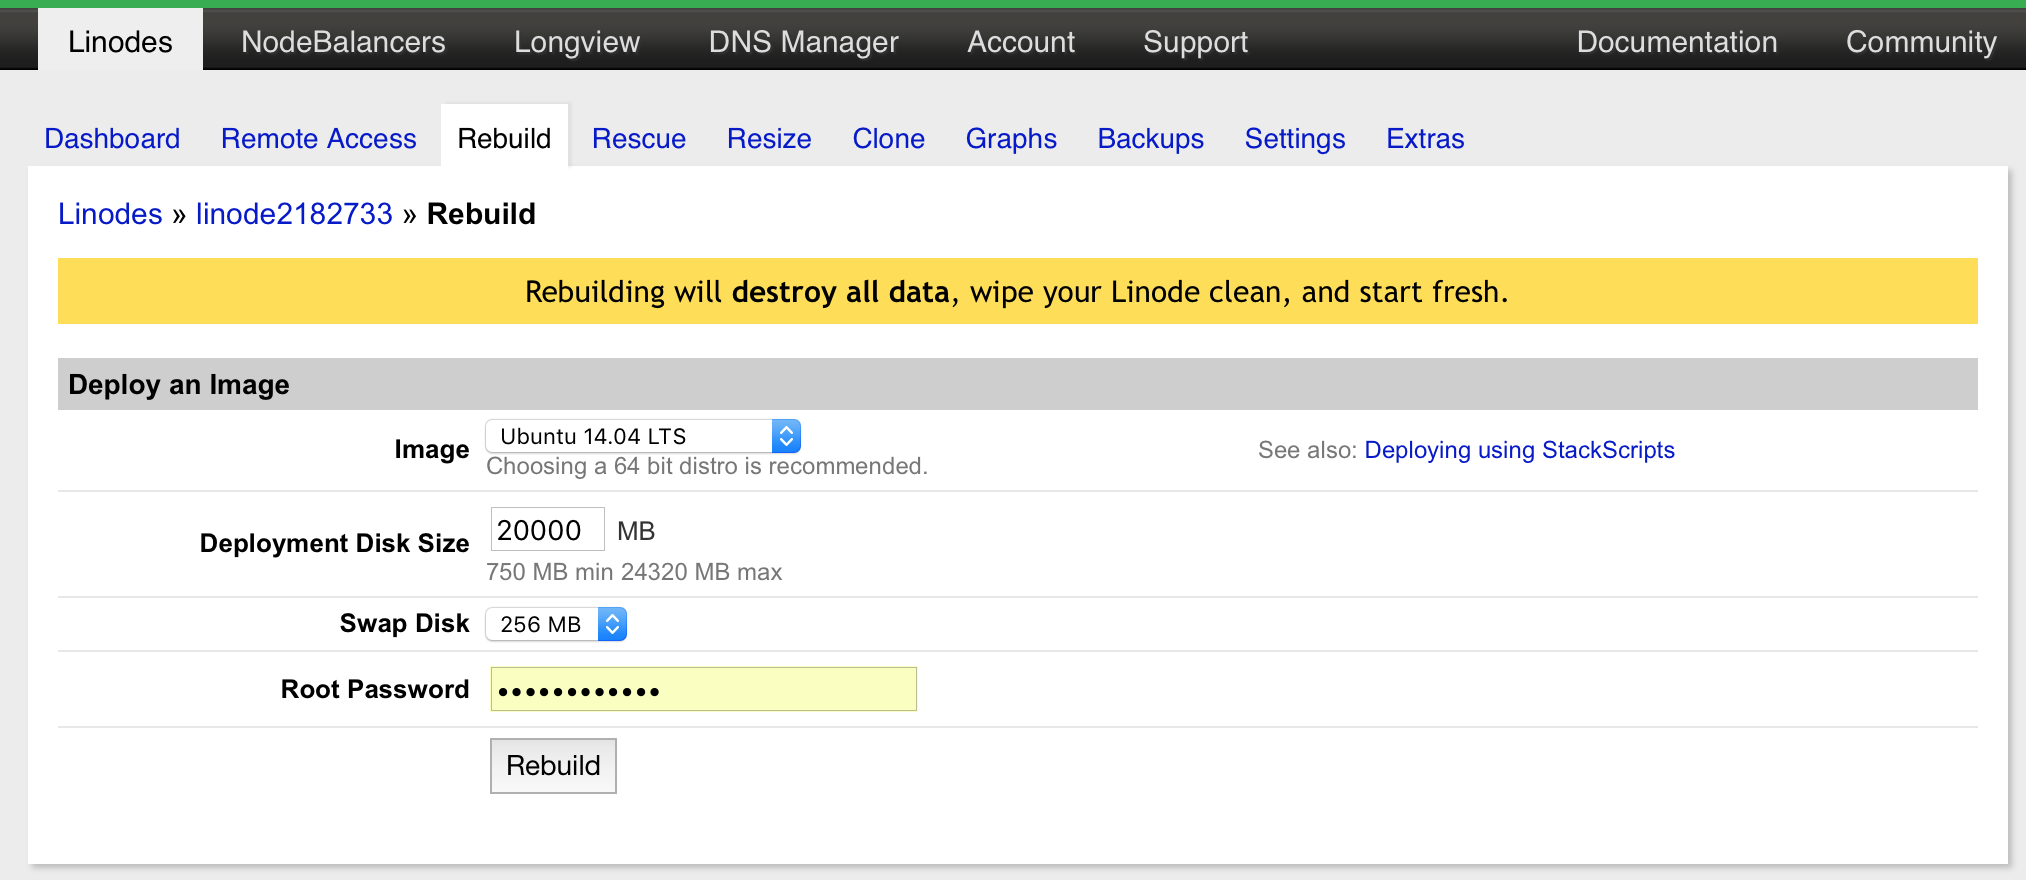 Linodes NodeBalancers Longview DNS Manager Account Support Documentation Community
Dashboard Remote Access Rebuild Rescue Resize Clone Graphs Backups Settings Extras
Linodes » linode2182733 » Rebuild
Rebuilding will destroy all data, wipe your Linode clean, and start fresh.
Deploy an Image
Image Ubuntu 14.04 LTS
Choosing a 64 bit distro is recommended.
See also: Deploying using StackScripts
Deployment Disk Size 20000 MB
750 MB min 24320 MB max
Swap Disk 256 MB
Root Password ••••••••••••
Rebuild